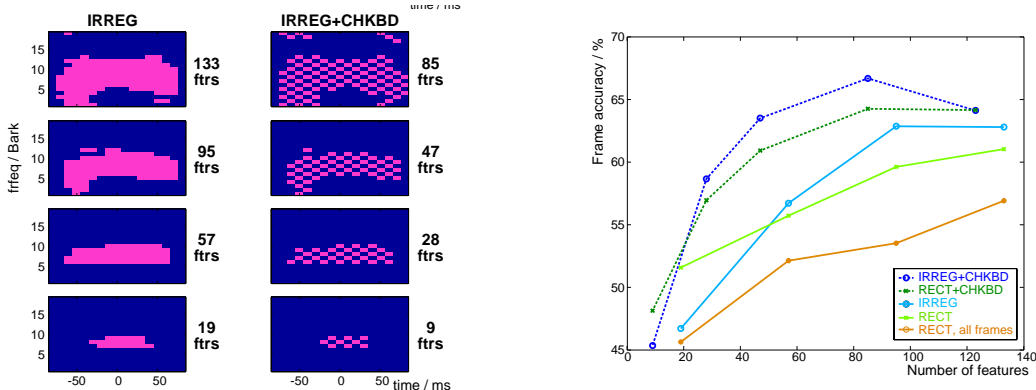 time / ms
IRREG
IRREG+CHKBD
15
10
5
133
ftrs
85
ftrs
frfeq / Bark
15
10
5
95
ftrs
47
ftrs
15
10
5
57
ftrs
28
ftrs
15
10
5
19
ftrs
9
ftrs
-50 0 50
-50 0 50 time / ms
Frame accuracy / %
70
65
60
55
50
45
IRREG+CHKBD
RECT+CHKBD
IRREG
RECT
RECT, all frames
0 20 40 60 80 100 120 140
Number of features